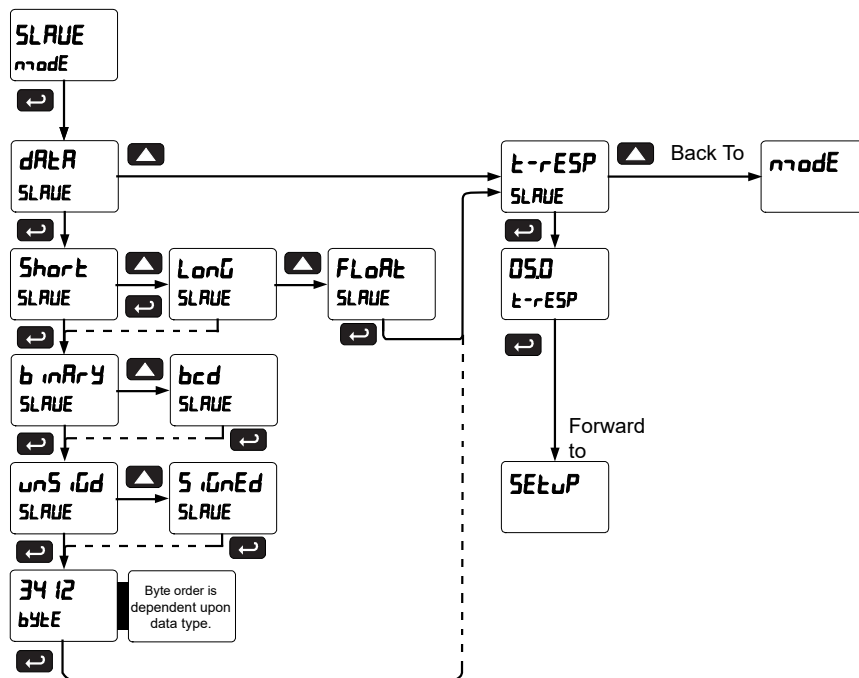 SLAVE
modE
dAtA
SLAVE
t-rESP
SLAVE
Back To
modE
Short
SLAVE
LonG
SLAVE
FLoAt
SLAVE
05.0
t-rESP
binArY
SLAVE
bcd
SLAVE
Forward
to
unSiGd
SLAVE
SiGnEd
SLAVE
SEtuP
3412
bYtE
Byte order is
dependent upon
data type.